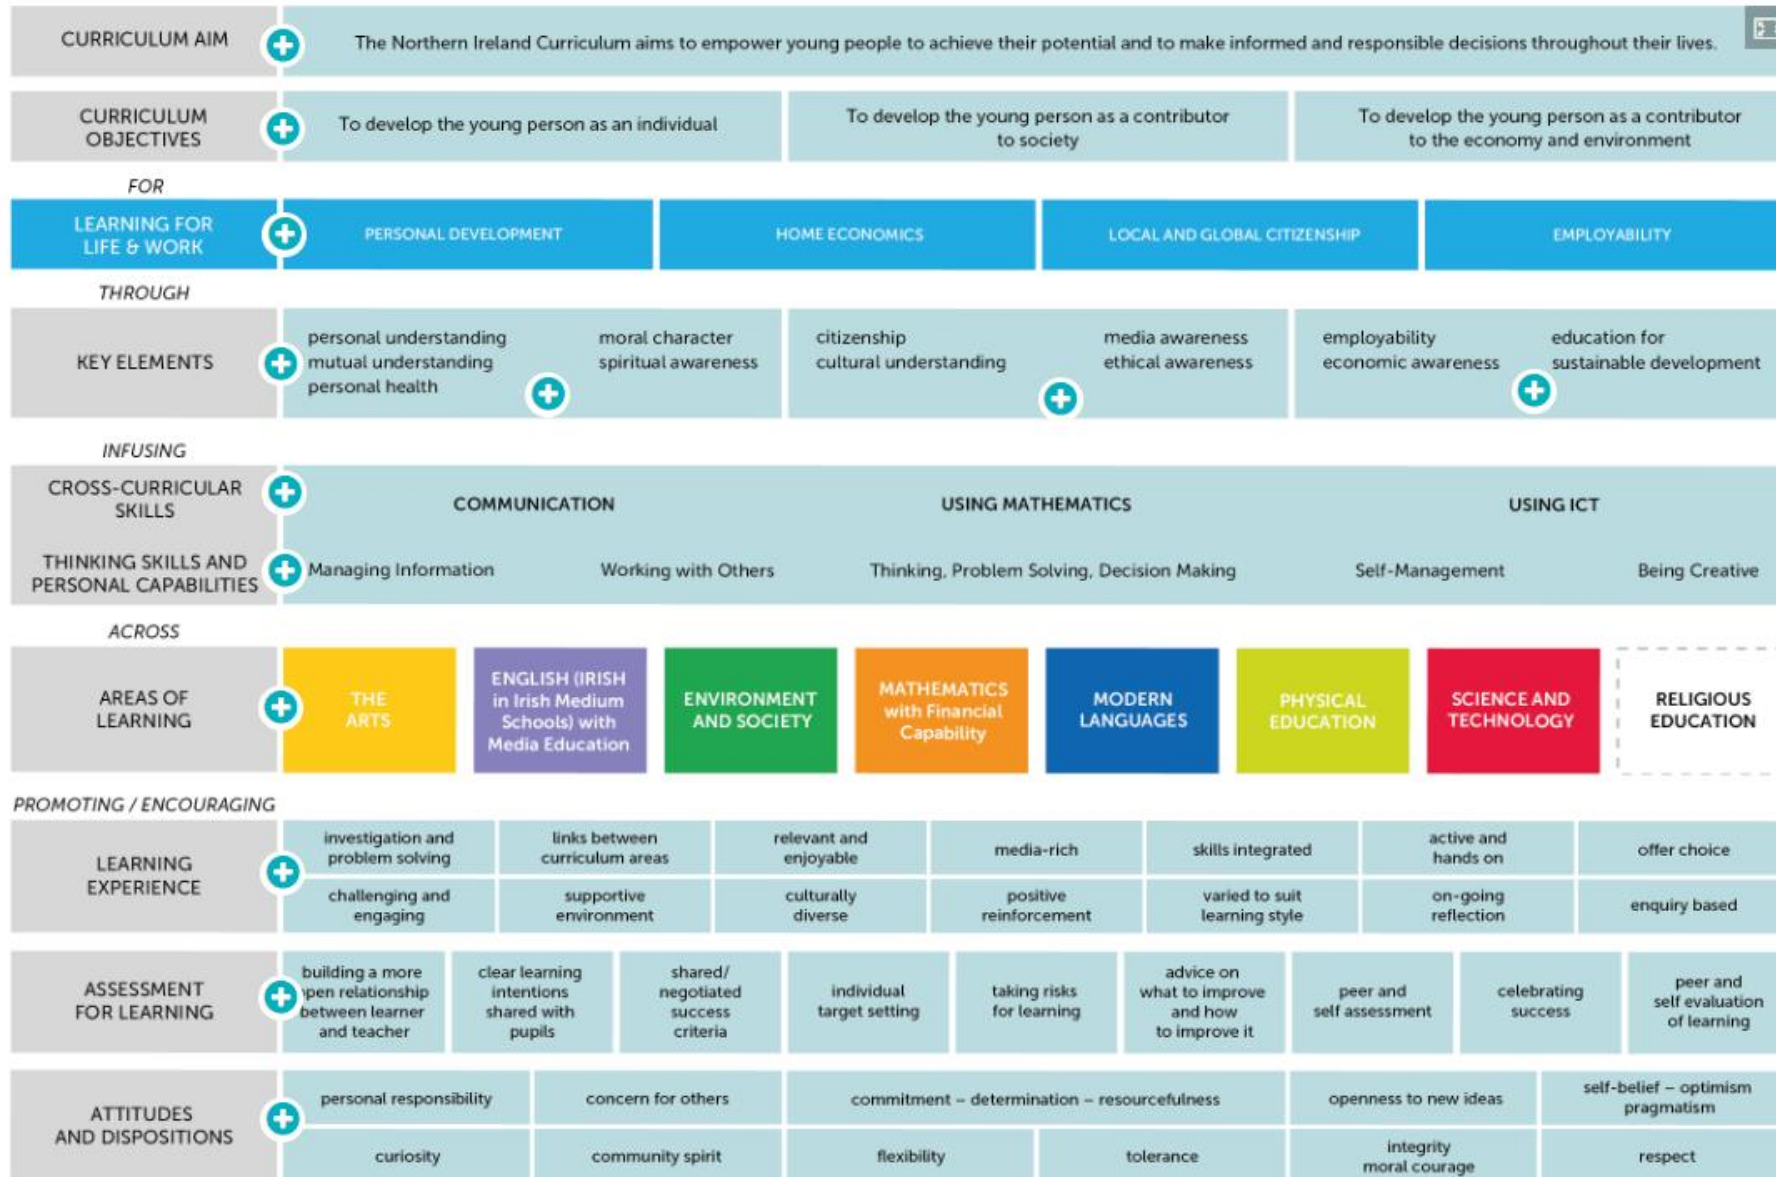 CURRICULUM AIM
The Northern Ireland Curriculum aims to empower young people to achieve their potential and to make informed and responsible decisions throughout their lives.
CURRICULUM
OBJECTIVES
To develop the young person as an individual
To develop the young person as a contributor
to society
To develop the young person as a contributor
to the economy and environment
FOR
LEARNING FOR
LIFE & WORK
PERSONAL DEVELOPMENT
HOME ECONOMICS
LOCAL AND GLOBAL CITIZENSHIP
EMPLOYABILITY
THROUGH
KEY ELEMENTS
personal understanding
mutual understanding
personal health
moral character
spiritual awareness
citizenship
cultural understanding
media awareness
ethical awareness
employability
economic awareness
education for
sustainable development
INFUSING
CROSS-CURRICULAR
SKILLS
COMMUNICATION
USING MATHEMATICS
USING ICT
THINKING SKILLS AND
PERSONAL CAPABILITIES
Managing Information
Working with Others
Thinking, Problem Solving, Decision Making
Self-Management
Being Creative
ACROSS
AREAS OF
LEARNING
THE
ARTS
ENGLISH (IRISH
in Irish Medium
Schools) with
Media Education
ENVIRONMENT
AND SOCIETY
MATHEMATICS
with Financial
Capability
MODERN
LANGUAGES
PHYSICAL
EDUCATION
SCIENCE AND
TECHNOLOGY
RELIGIOUS
EDUCATION
PROMOTING / ENCOURAGING
LEARNING
EXPERIENCE
investigation and
problem solving
links between
curriculum areas
relevant and
enjoyable
media-rich
skills integrated
active and
hands on
offer choice
challenging and
engaging
supportive
environment
culturally
diverse
positive
reinforcement
varied to suit
learning style
on-going
reflection
enquiry based
ASSESSMENT
FOR LEARNING
building a more
open relationship
between learner
and teacher
clear learning
intentions
shared with
pupils
shared/
negotiated
success
criteria
individual
target setting
taking risks
for learning
advice on
what to improve
and how
to improve it
peer and
self assessment
celebrating
success
peer and
self evaluation
of learning
ATTITUDES
AND DISPOSITIONS
personal responsibility
concern for others
commitment – determination – resourcefulness
openness to new ideas
self-belief – optimism
pragmatism
curiosity
community spirit
flexibility
tolerance
integrity
moral courage
respect